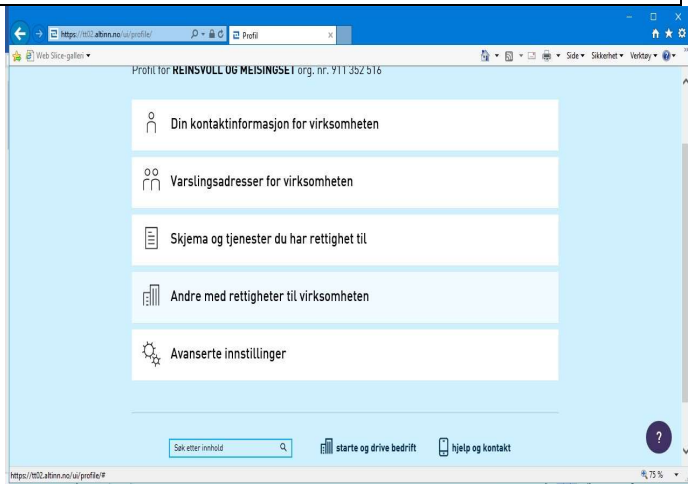 https://tt02.altinn.no/ui/profile/
Profil
Web Slice-galleri
Side Sikkerhet Verktøy
Profil for REINSVOLL OG MEISINGSET org. nr. 911 352 516
Din kontaktinformasjon for virksomheten
Varslingsadresser for virksomheten
Skjema og tjenester du har rettighet til
Andre med rettigheter til virksomheten
Avanserte innstillinger
Søk etter innhold
starte og drive bedrift
hjelp og kontakt
?
https://tt02.altinn.no/ui/profile/#
75 %